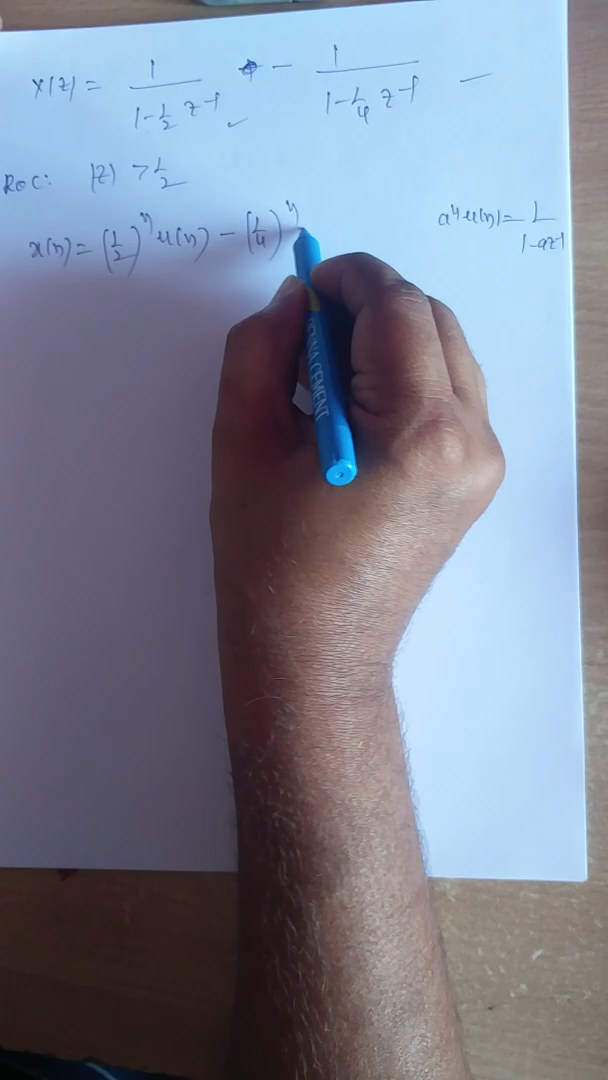 X(z) = 1/(1-1/2 z-1) - 1/(1-1/4 z-1)
ROC: |z| > 1/2
x(n) = (1/2)^n u(n) - (1/4)^n
a^n u(n) = 1/(1-az-1)
CEMENT